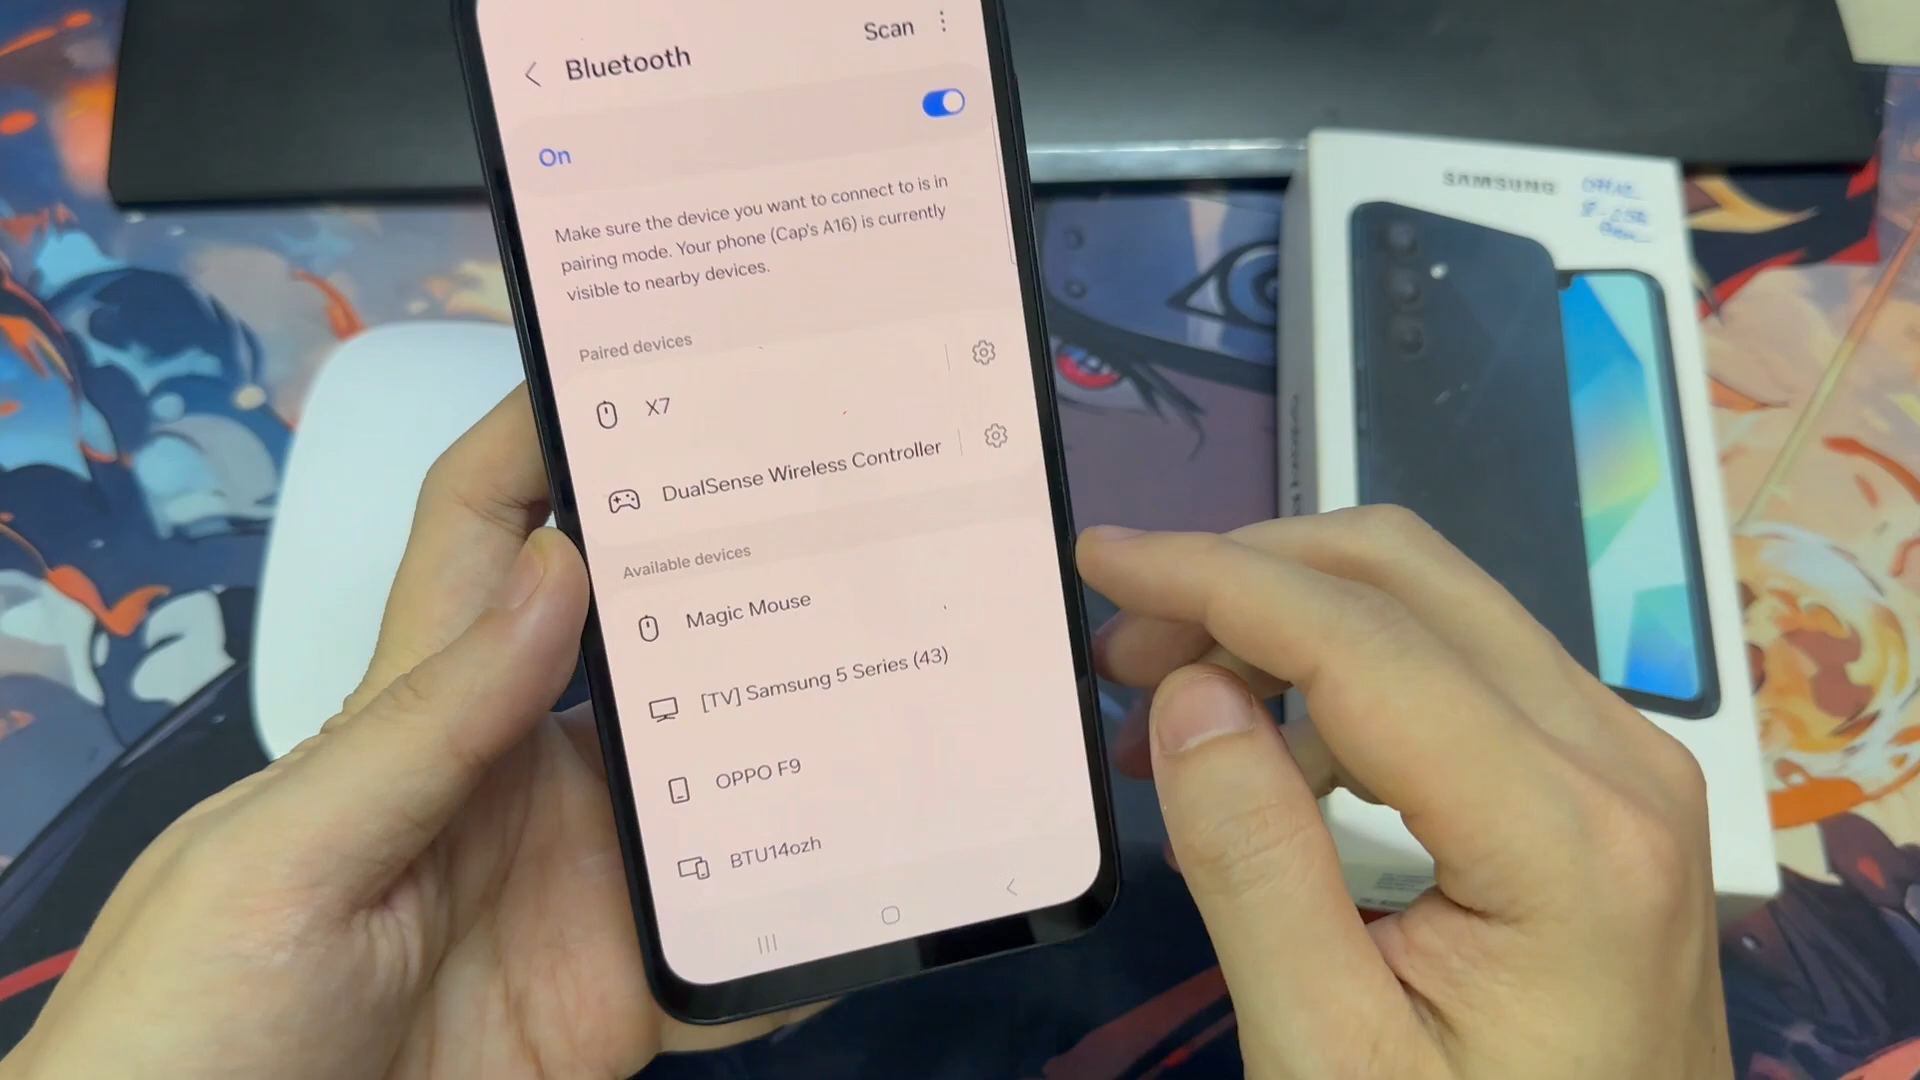 Scan
Bluetooth
On
Make sure the device you want to connect to is in
pairing mode. Your phone (Cap's A16) is currently
visible to nearby devices.
Paired devices
X7
DualSense Wireless Controller
Available devices
Magic Mouse
[TV] Samsung 5 Series (43)
OPPO F9
BTU14ozh
SAMSUNG